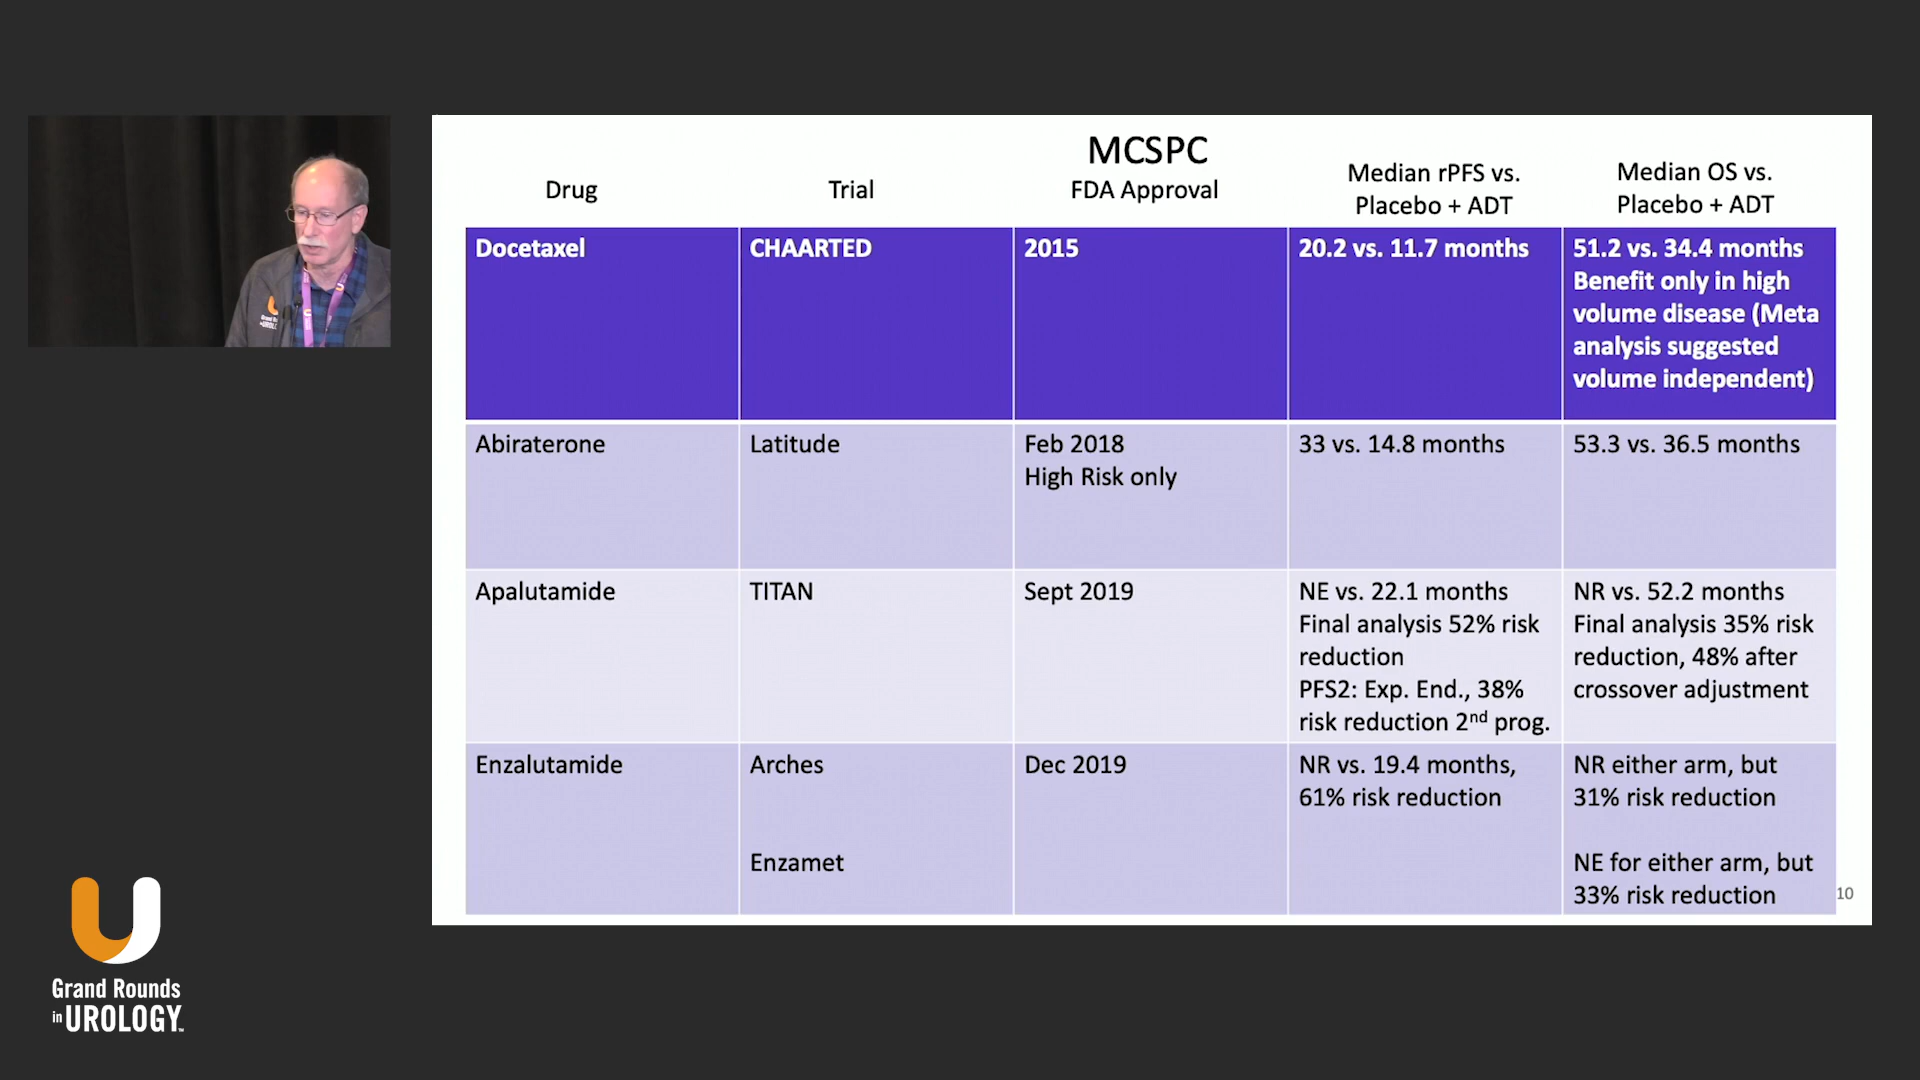 MCSPC
Drug
Trial
FDA Approval
Median rPFS vs.
Placebo + ADT
Median OS vs.
Placebo + ADT
Docetaxel
CHAARTED
2015
20.2 vs. 11.7 months
51.2 vs. 34.4 months
Benefit only in high
volume disease (Meta
analysis suggested
volume independent)
Abiraterone
Latitude
Feb 2018
High Risk only
33 vs. 14.8 months
53.3 vs. 36.5 months
Apalutamide
TITAN
Sept 2019
NE vs. 22.1 months
Final analysis 52% risk
reduction
PFS2: Exp. End., 38%
risk reduction 2nd prog.
NR vs. 52.2 months
Final analysis 35% risk
reduction, 48% after
crossover adjustment
Enzalutamide
Arches
Enzamet
Dec 2019
NR vs. 19.4 months,
61% risk reduction
NR either arm, but
31% risk reduction
NE for either arm, but
33% risk reduction
10
Grand Rounds
in UROLOGY™